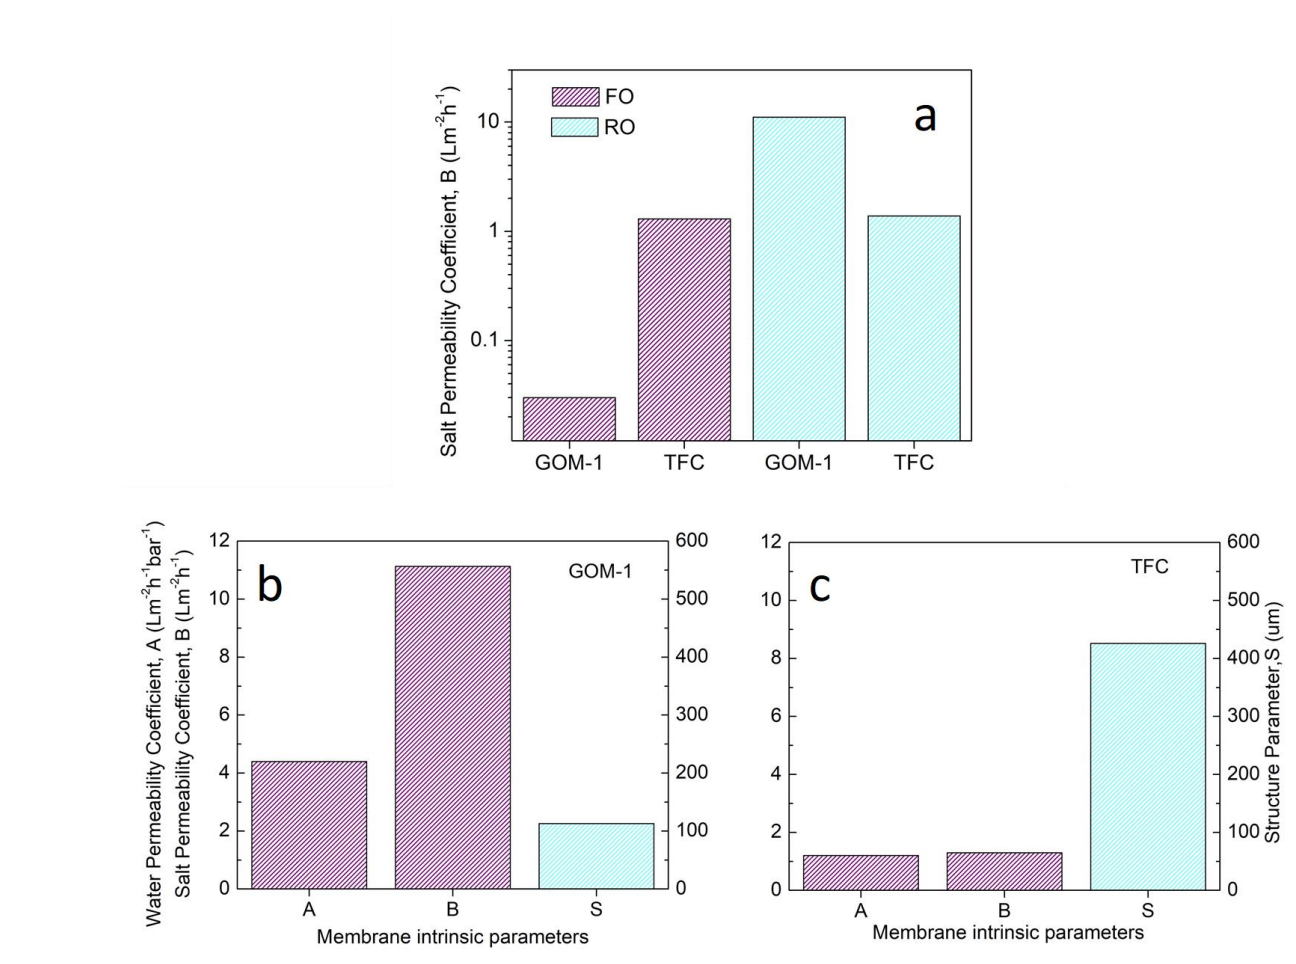 a
FO
RO
Salt Permeability Coefficient, B (Lm⁻²h⁻¹)
10
1
0.1
GOM-1 TFC GOM-1 TFC
b
GOM-1
Water Permeability Coefficient, A (Lm⁻²h⁻¹bar⁻¹)
Salt Permeability Coefficient, B (Lm⁻²h⁻¹)
12
10
8
6
4
2
0
600
500
400
300
200
100
0
A B S
Membrane intrinsic parameters
c
TFC
12
10
8
6
4
2
0
600
500
400
300
200
100
0
Structure Parameter,S (um)
A B S
Membrane intrinsic parameters